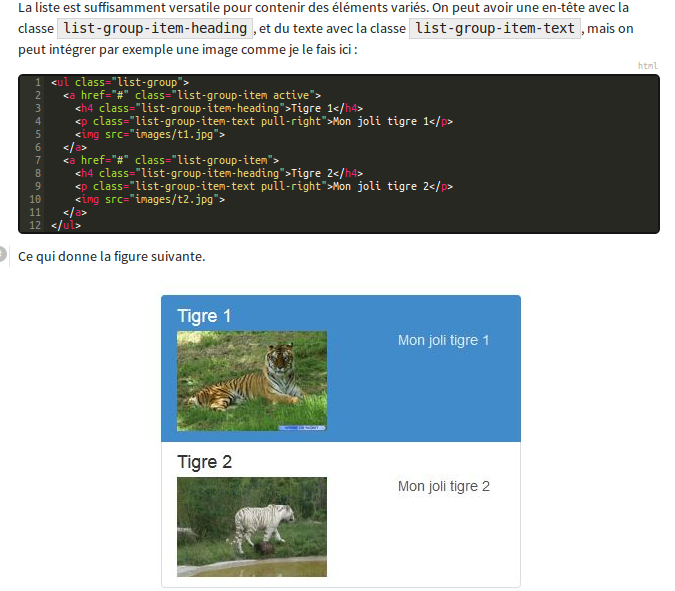 La liste est suffisamment versatile pour contenir des éléments variés. On peut avoir une en-tête avec la
classe list-group-item-heading , et du texte avec la classe list-group-item-text , mais on
peut intégrer par exemple une image comme je le fais ici :
html
1 <ul class="list-group">
2 <a href="#" class="list-group-item active">
3 <h4 class="list-group-item-heading">Tigre 1</h4>
4 <p class="list-group-item-text pull-right">Mon joli tigre 1</p>
5 <img src="images/t1.jpg">
6 </a>
7 <a href="#" class="list-group-item">
8 <h4 class="list-group-item-heading">Tigre 2</h4>
9 <p class="list-group-item-text pull-right">Mon joli tigre 2</p>
10 <img src="images/t2.jpg">
11 </a>
12 </ul>
Ce qui donne la figure suivante.
Tigre 1
Mon joli tigre 1
Tigre 2
Mon joli tigre 2